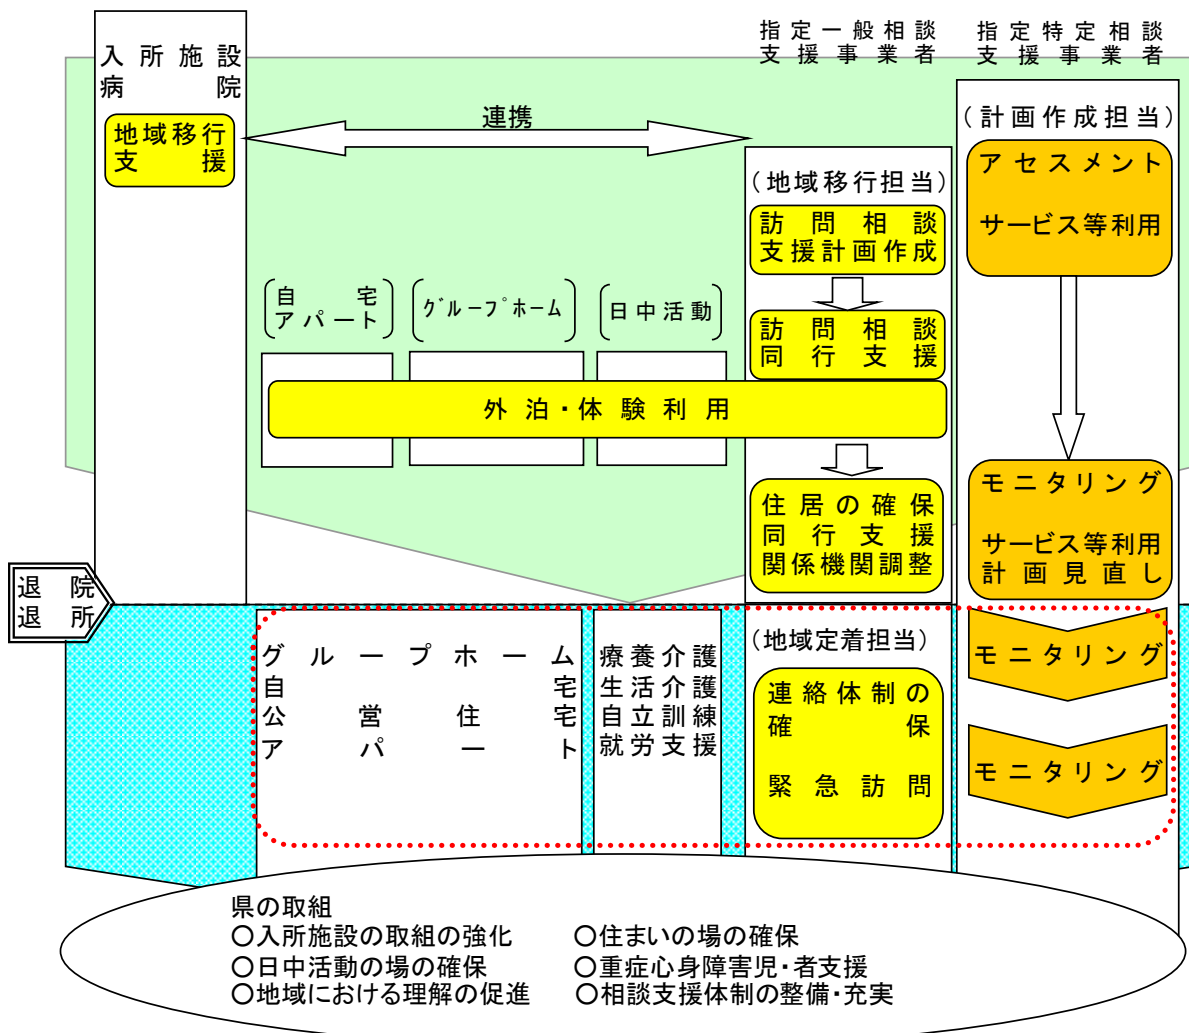 入所施設
病院
地域移行
支援
連携
指定一般相談
支援事業者
指定特定相談
支援事業者
(計画作成担当)
アセスメント
サービス等利用
(地域移行担当)
訪問相談
支援計画作成
自宅
アパート
グループホーム
日中活動
訪問相談
同行支援
外泊・体験利用
住居の確保
同行支援
関係機関調整
モニタリング
サービス等利用
計画見直し
退院
退所
グループホーム
自宅
公営住宅
アパート
療養介護
生活介護
自立訓練
就労支援
(地域定着担当)
連絡体制の
確保
緊急訪問
モニタリング
モニタリング
県の取組
○入所施設の取組の強化
○住まいの場の確保
○日中活動の場の確保
○重症心身障害児・者支援
○地域における理解の促進
○相談支援体制の整備・充実